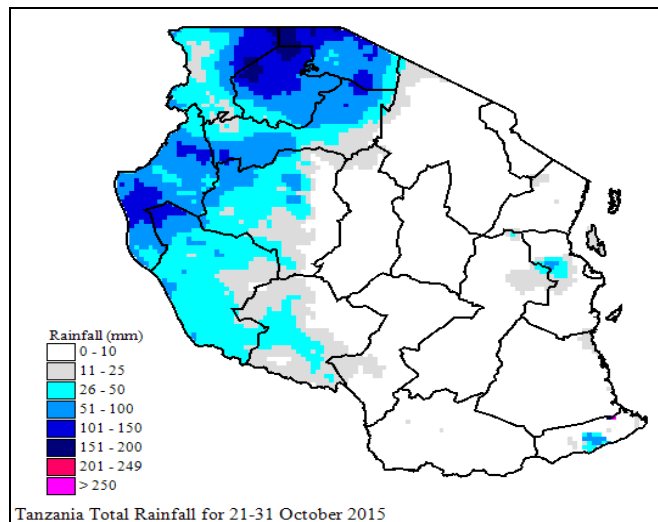 Rainfall (mm)
0 - 10
11 - 25
26 - 50
51 - 100
101 - 150
151 - 200
201 - 249
> 250
Tanzania Total Rainfall for 21-31 October 2015